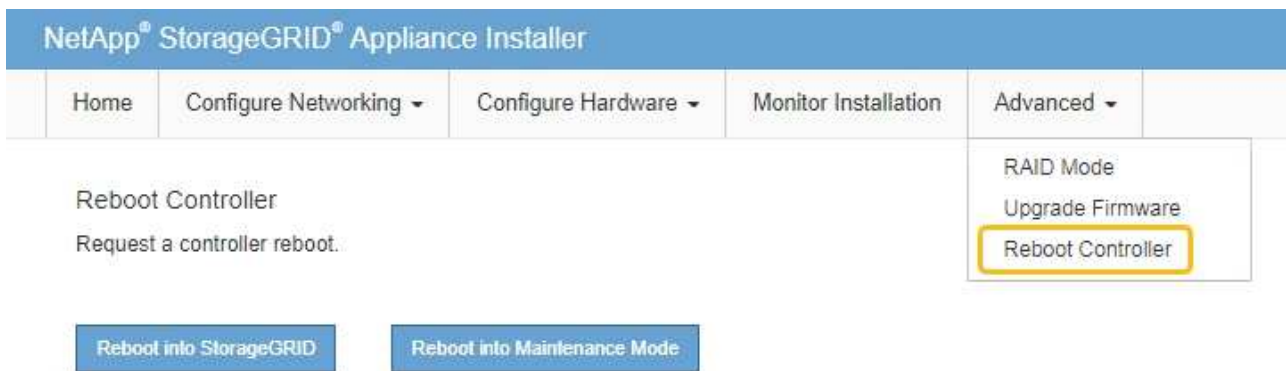 NetApp® StorageGRID® Appliance Installer
Home Configure Networking Configure Hardware Monitor Installation Advanced
RAID Mode
Upgrade Firmware
Reboot Controller
Reboot Controller
Request a controller reboot.
Reboot into StorageGRID Reboot into Maintenance Mode